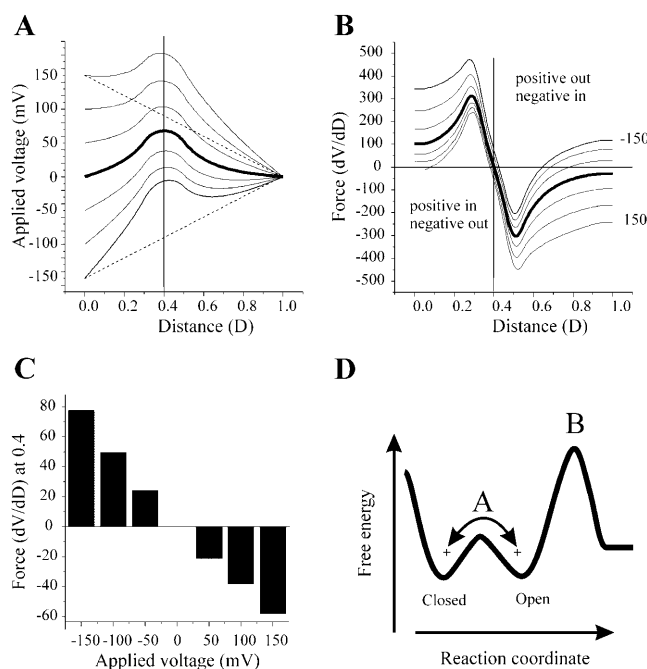 A
Applied voltage (mV)
150
100
50
0
-50
-100
-150
0.0 0.2 0.4 0.6 0.8 1.0
Distance (D)
B
Force (dV/dD)
500
400
300
200
100
0
-100
-200
-300
-400
-500
positive out
negative in
-150
positive in
negative out
150
0.0 0.2 0.4 0.6 0.8 1.0
Distance (D)
C
Force (dV/dD) at 0.4
80
60
40
20
0
-20
-40
-60
-150 -100 -50 0 50 100 150
Applied voltage (mV)
D
Free energy
B
A
+ +
Closed Open
Reaction coordinate